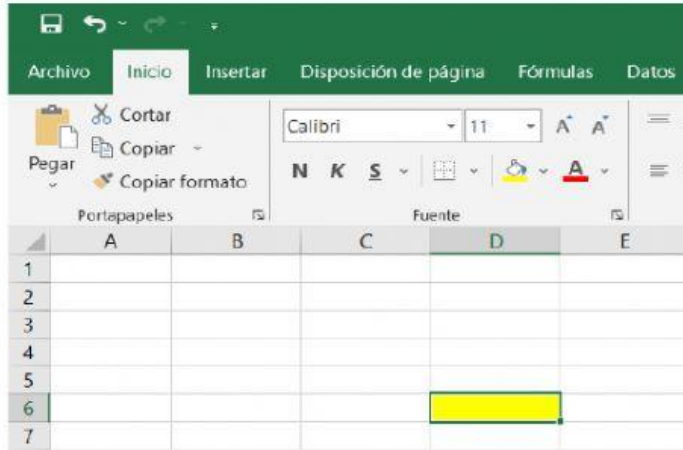 Archivo Inicio Insertar Disposición de página Fórmulas Datos
Cortar
Calibri 11 A A
Copiar
Pegar
N K S A
Copiar formato
Portapapeles Fuente
A B C D E
1
2
3
4
5
6
7